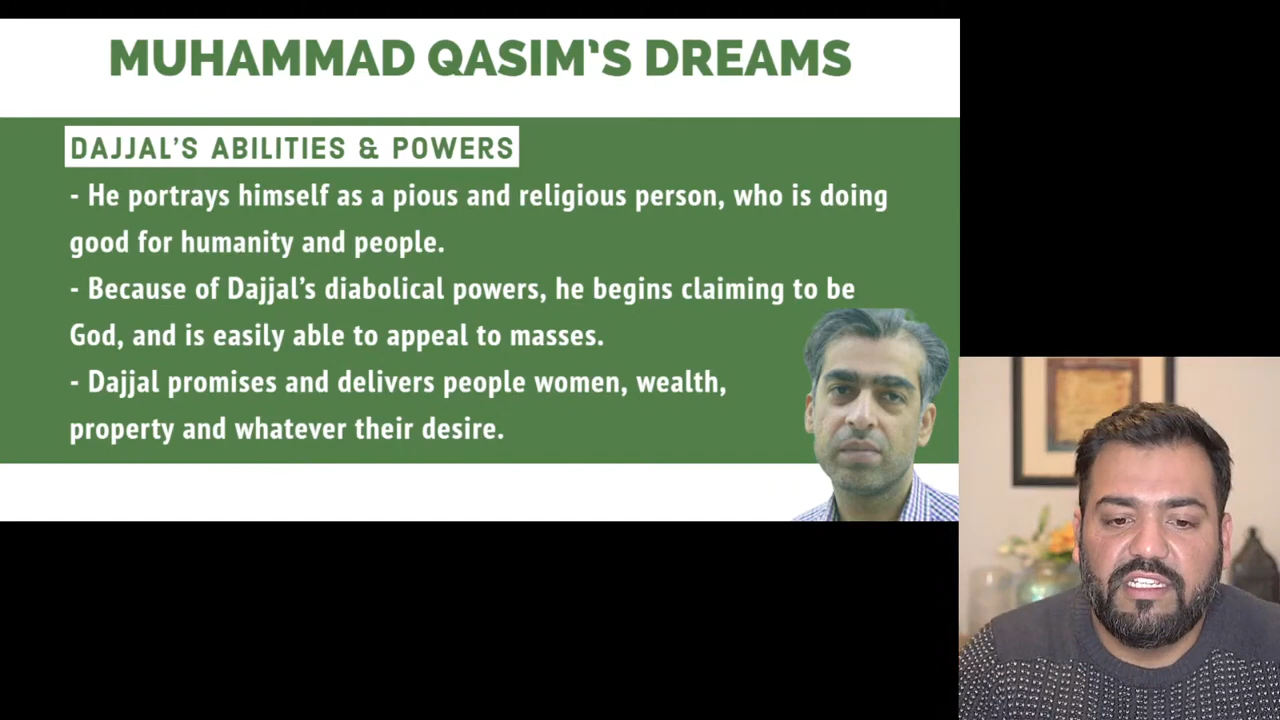 MUHAMMAD QASIM'S DREAMS
DAJJAL'S ABILITIES & POWERS
- He portrays himself as a pious and religious person, who is doing
good for humanity and people.
- Because of Dajjal's diabolical powers, he begins claiming to be
God, and is easily able to appeal to masses.
- Dajjal promises and delivers people women, wealth,
property and whatever their desire.